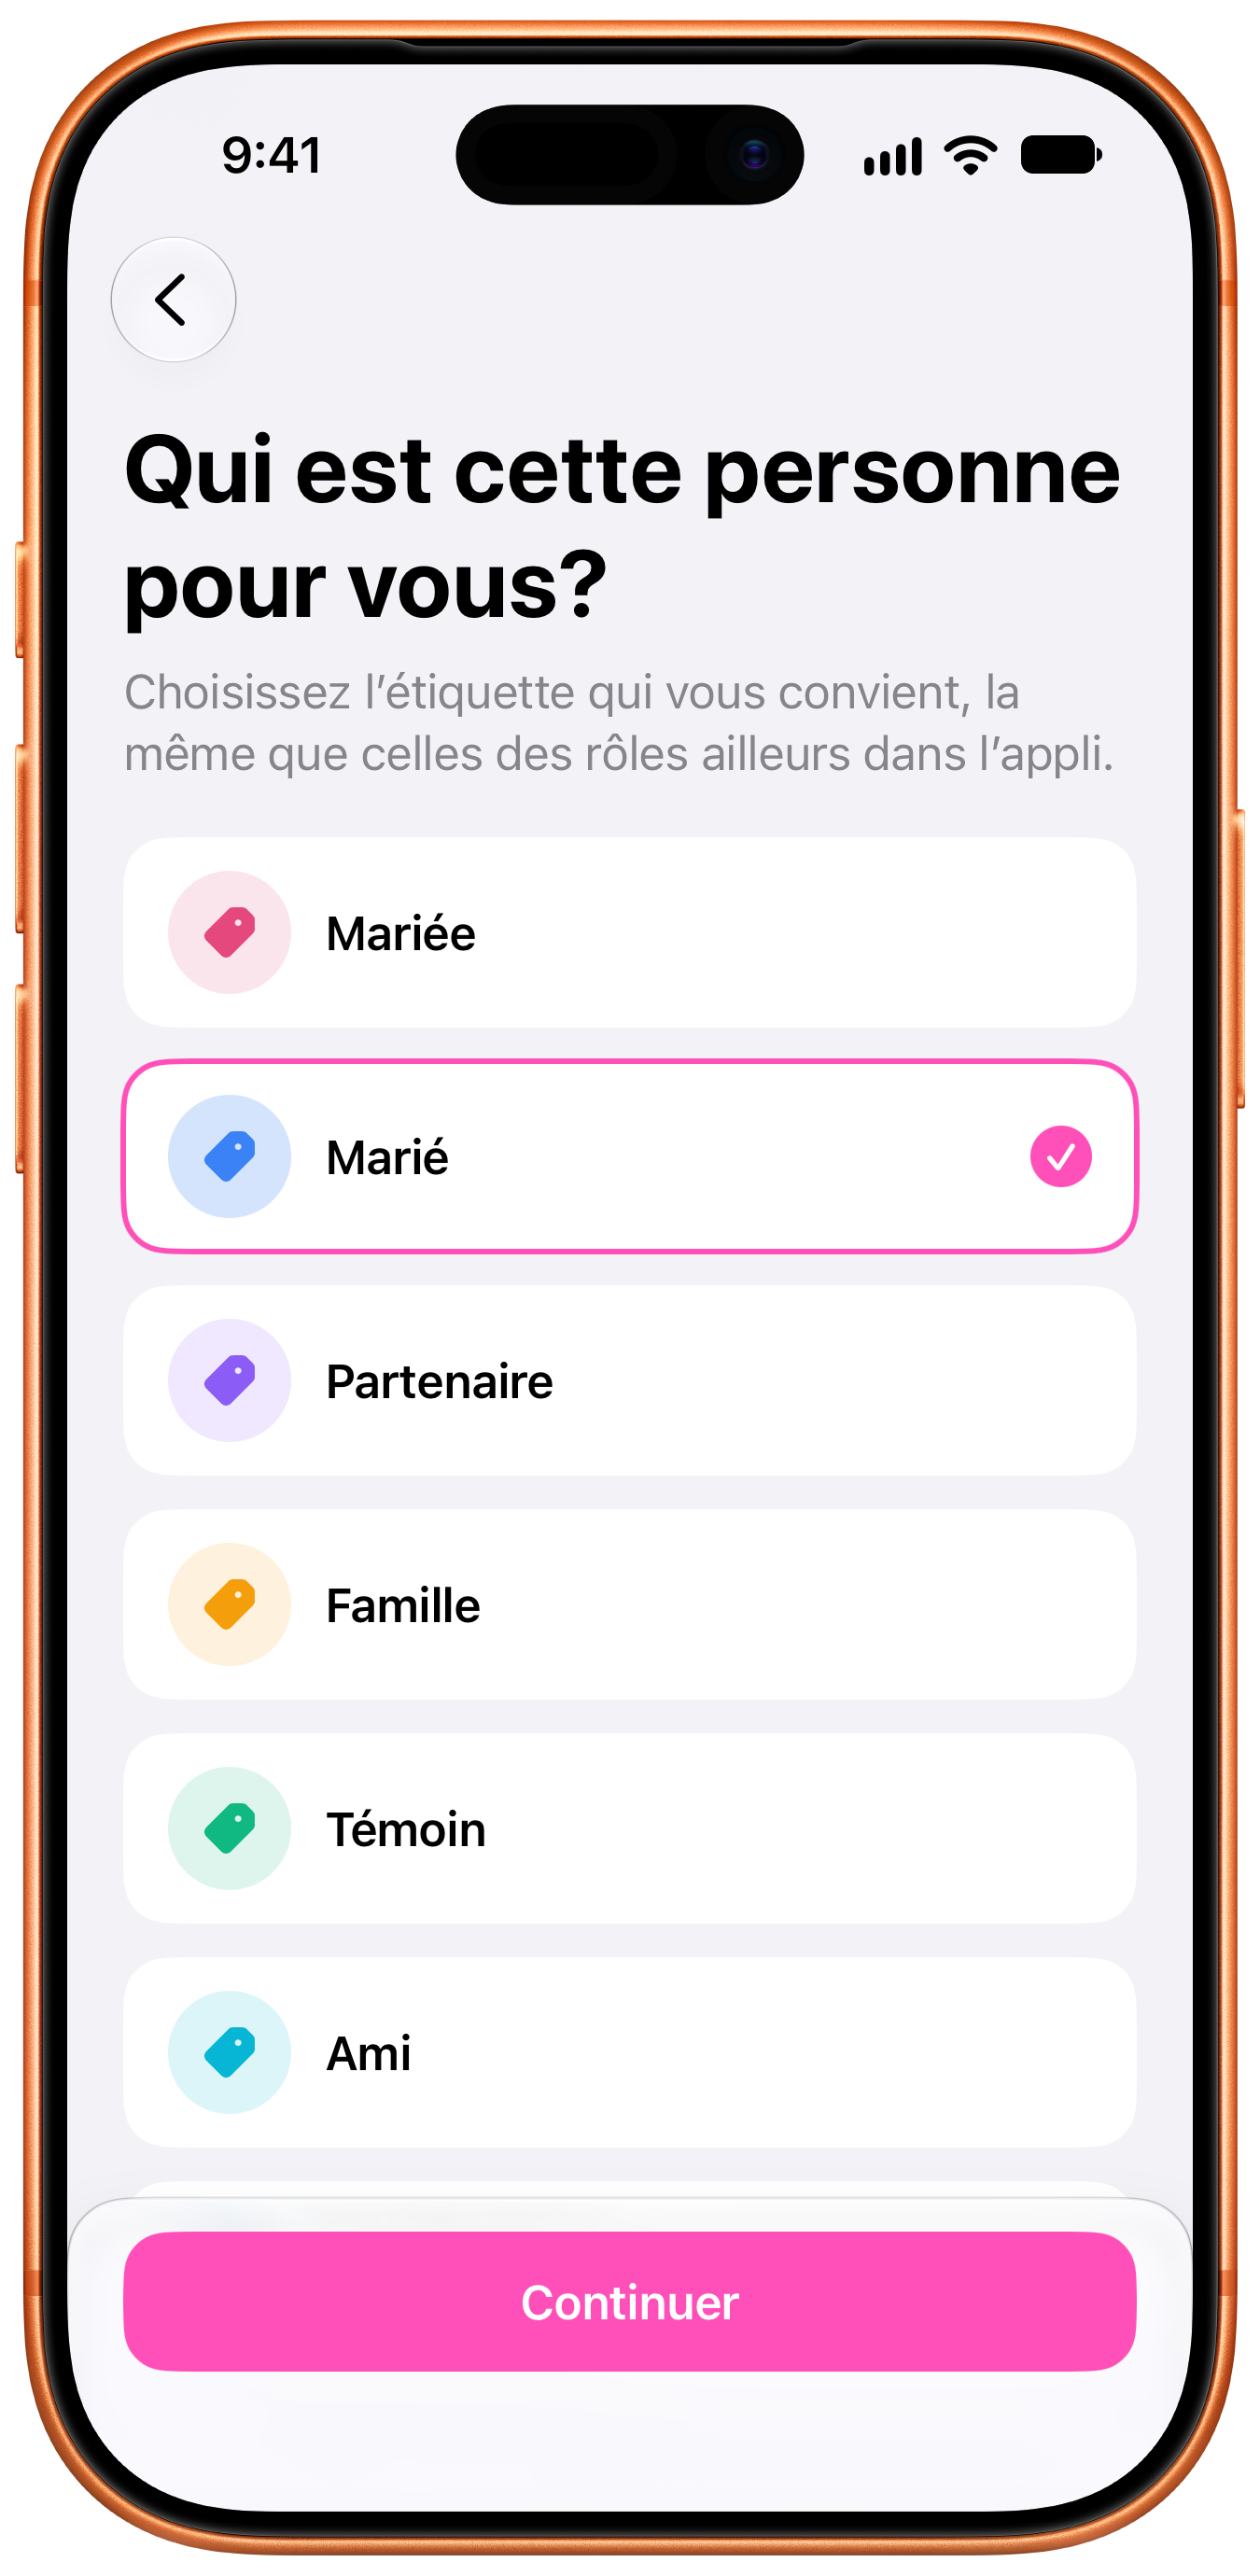 9:41
Qui est cette personne
pour vous?
Choisissez l’étiquette qui vous convient, la
même que celles des rôles ailleurs dans l’appli.
Mariée
Marié
Partenaire
Famille
Témoin
Ami
Continuer